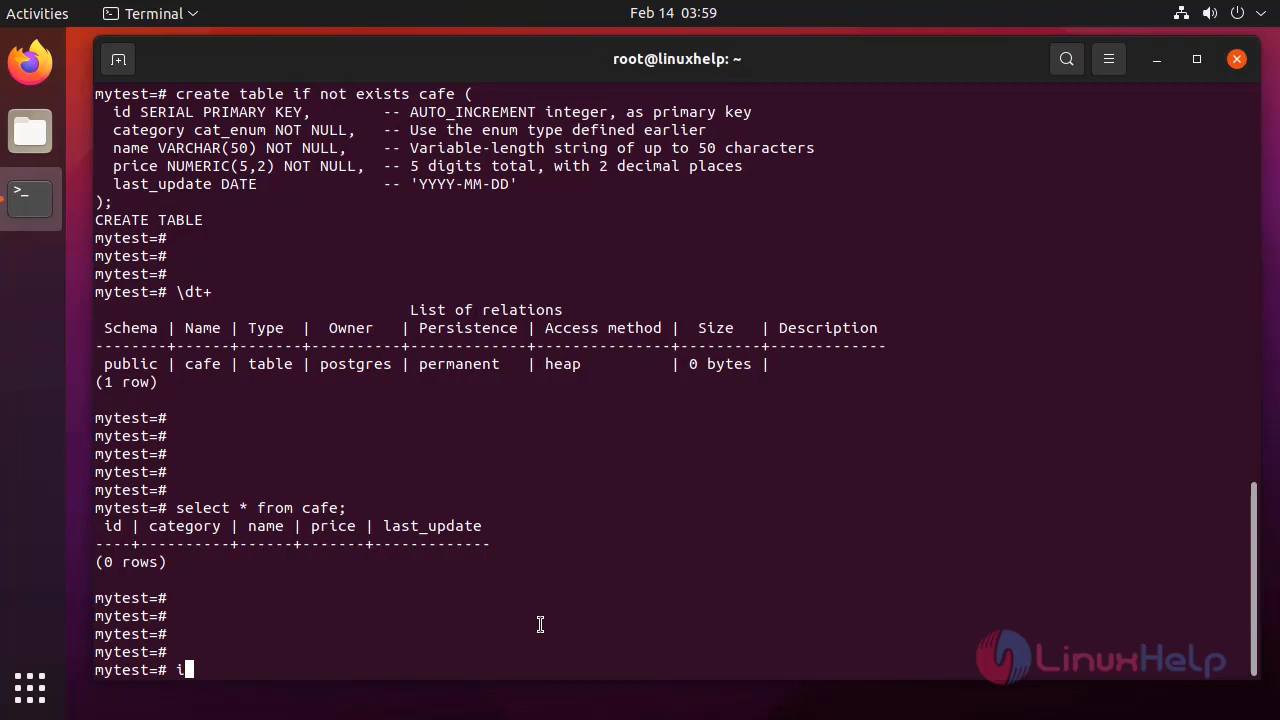 Activities Terminal Feb 14 03:59
root@linuxhelp: ~
mytest=# create table if not exists cafe (
  id SERIAL PRIMARY KEY,        -- AUTO_INCREMENT integer, as primary key
  category cat_enum NOT NULL,   -- Use the enum type defined earlier
  name VARCHAR(50) NOT NULL,    -- Variable-length string of up to 50 characters
  price NUMERIC(5,2) NOT NULL,  -- 5 digits total, with 2 decimal places
  last_update DATE              -- 'YYYY-MM-DD'
);
CREATE TABLE
mytest=#
mytest=#
mytest=#
mytest=# \dt+
                                   List of relations
 Schema | Name | Type  |  Owner   | Persistence | Access method |  Size   | Description
--------+------+-------+----------+-------------+---------------+---------+-------------
 public | cafe | table | postgres | permanent   | heap          | 0 bytes |
(1 row)
mytest=#
mytest=#
mytest=#
mytest=#
mytest=#
mytest=# select * from cafe;
 id | category | name | price | last_update
----+----------+------+-------+-------------
(0 rows)
mytest=#
mytest=#
mytest=#
mytest=#
mytest=# i
LinuxHelp